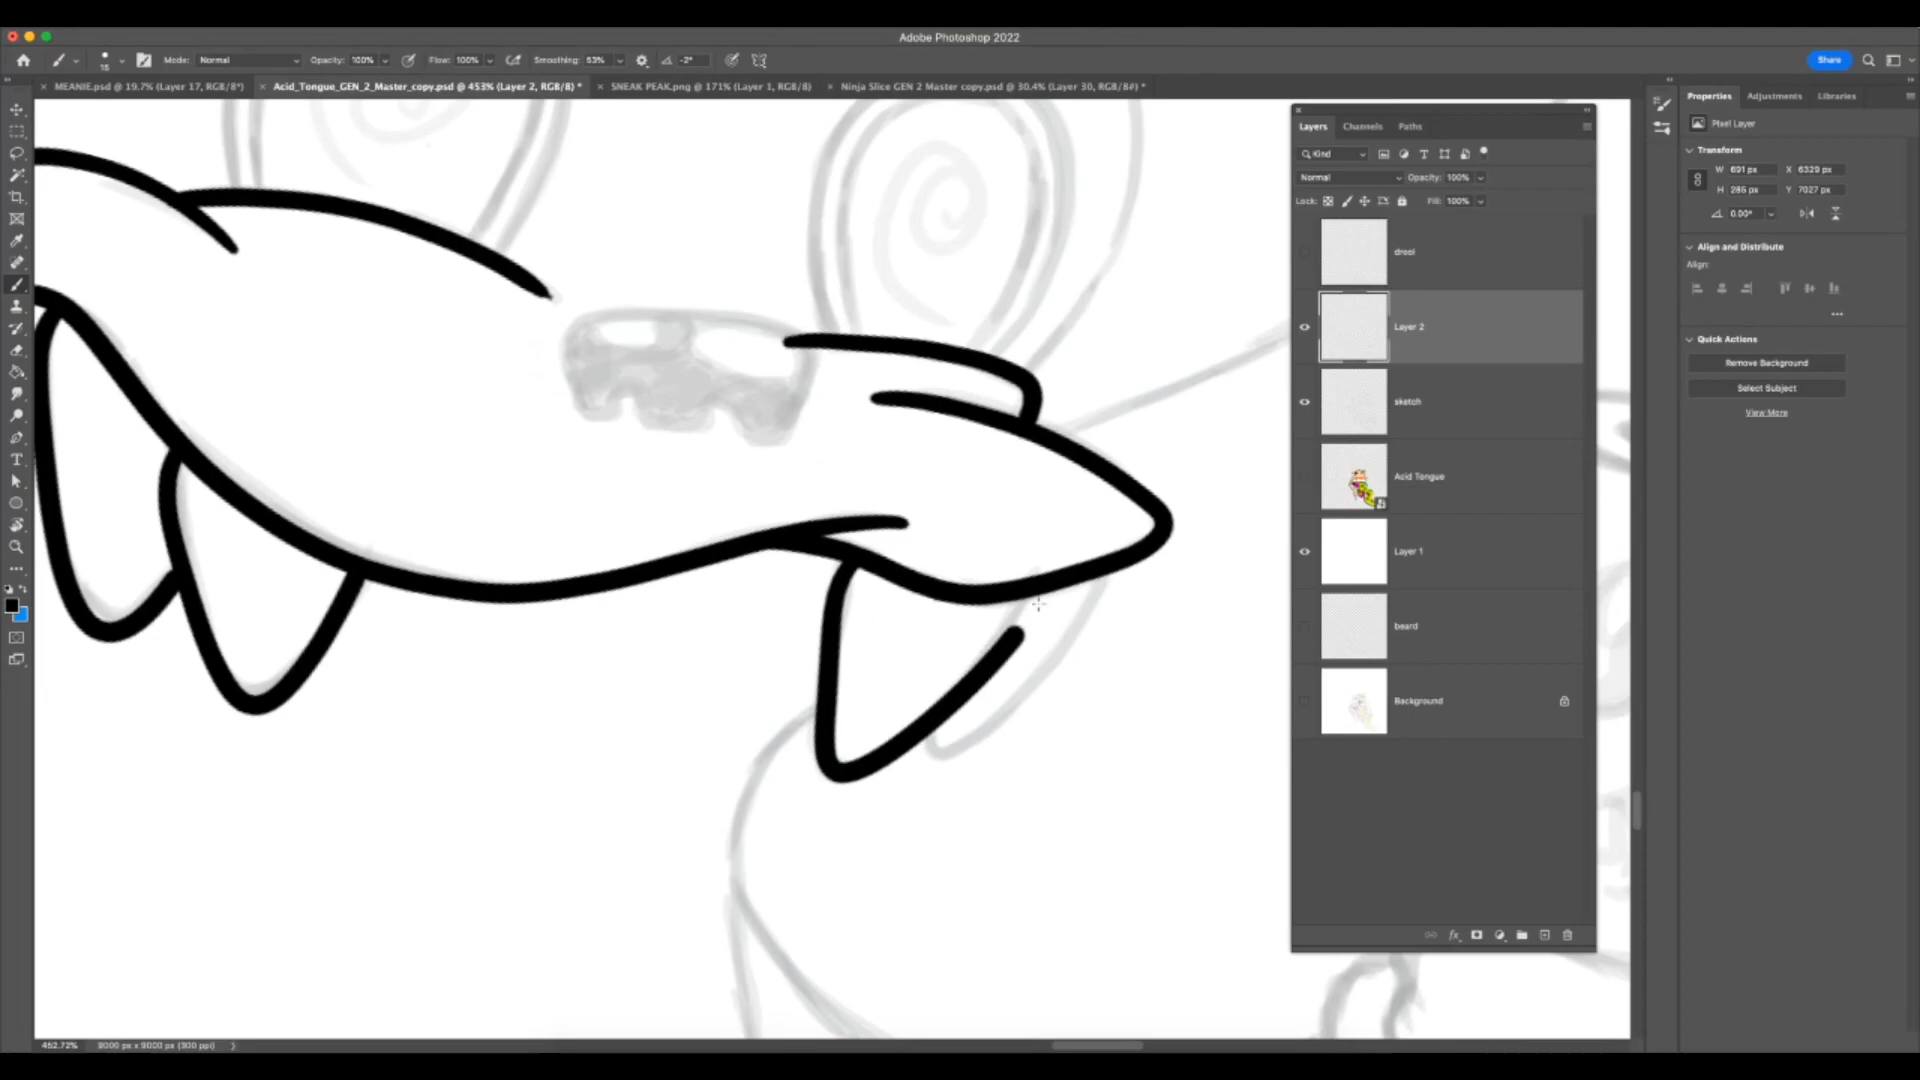 Adobe Photoshop 2022
15 Mode: Normal Opacity: 100% Flow: 100% Smoothing: 53% -2° Share
MEANIE.psd @ 19.7% (Layer 17, RGB/8*) Acid_Tongue_GEN_2_Master_copy.psd @ 453% (Layer 2, RGB/8) * SNEAK PEAK.png @ 171% (Layer 1, RGB/8) Ninja Slice GEN 2 Master copy.psd @ 30.4% (Layer 30, RGB/8#) *
Layers Channels Paths
Kind
Normal Opacity: 100%
Lock: Fill: 100%
drool
Layer 2
sketch
Acid Tongue
Layer 1
beard
Background
fx
Properties Adjustments Libraries
Pixel Layer
Transform
W 691 px X 6329 px
H 285 px Y 7027 px
0.00°
Align and Distribute
Align:
Quick Actions
Remove Background
Select Subject
View More
452.72% 9000 px x 9000 px (300 ppi)